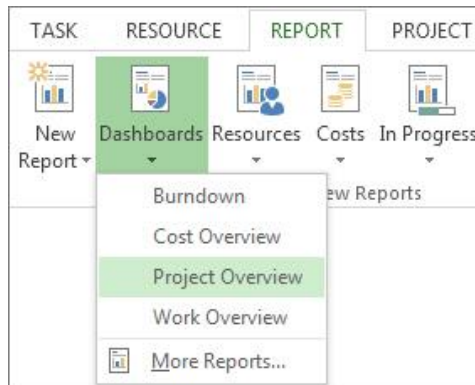 TASK RESOURCE REPORT PROJECT
New Report Dashboards Resources Costs In Progress
Burndown
ew Reports
Cost Overview
Project Overview
Work Overview
More Reports...